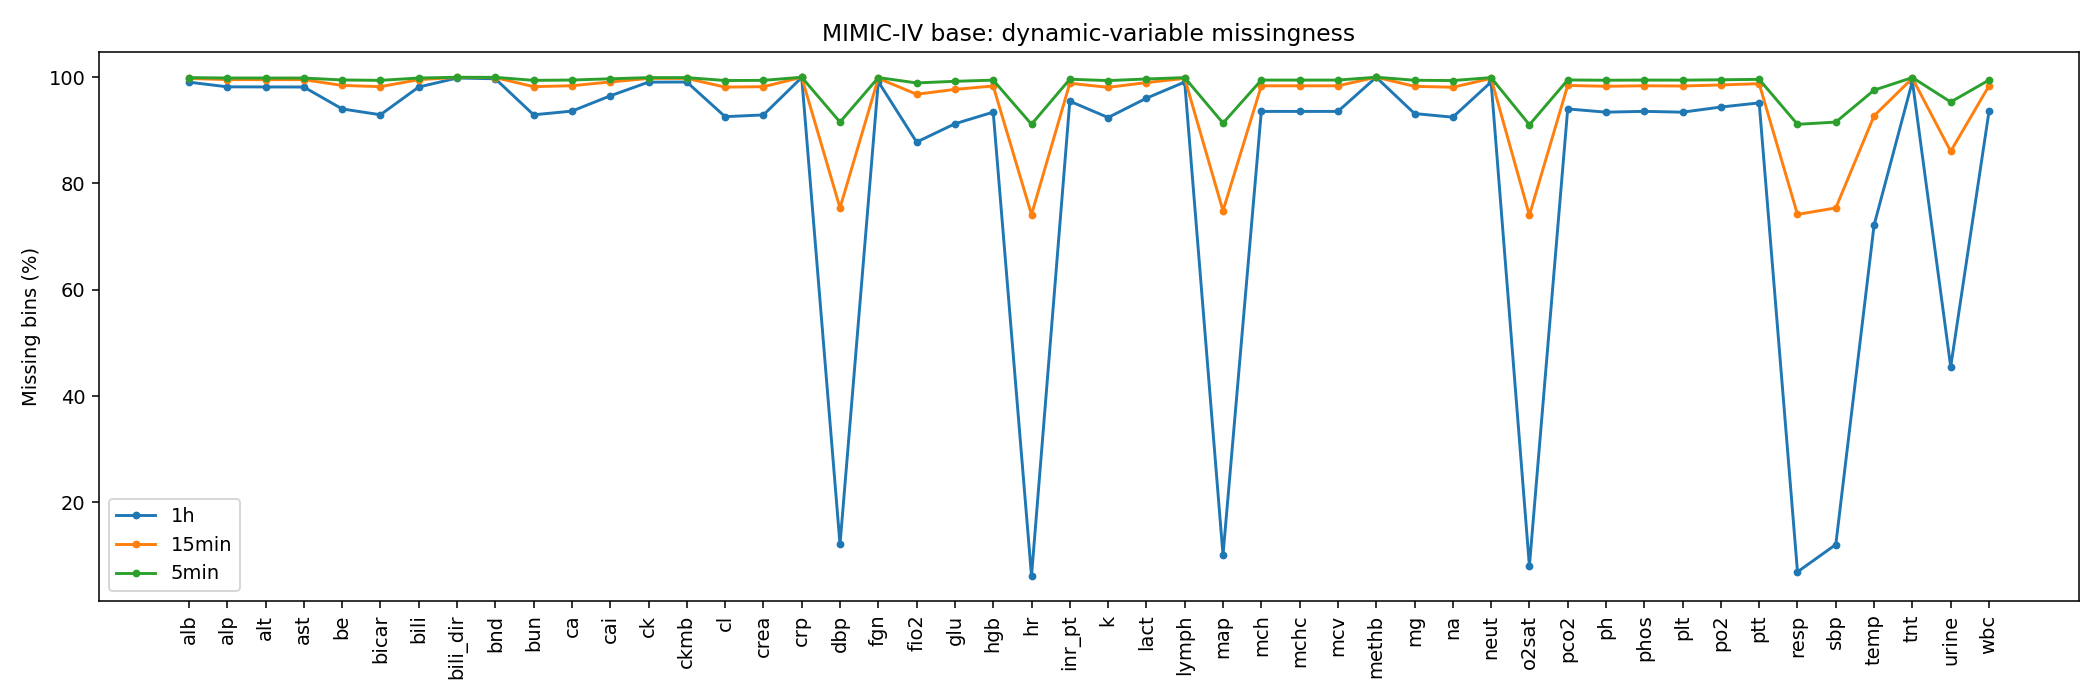 MIMIC-IV base: dynamic-variable missingness
Missing bins (%)
100
80
60
40
20
1h
15min
5min
alb
alp
alt
ast
be
bicar
bili
bili_dir
bnd
bun
ca
cai
ck
ckmb
cl
crea
crp
dbp
fgn
fio2
glu
hgb
hr
inr_pt
k
lact
lymph
map
mch
mchc
mcv
methb
mg
na
neut
o2sat
pco2
ph
phos
plt
po2
ptt
resp
sbp
temp
tnt
urine
wbc